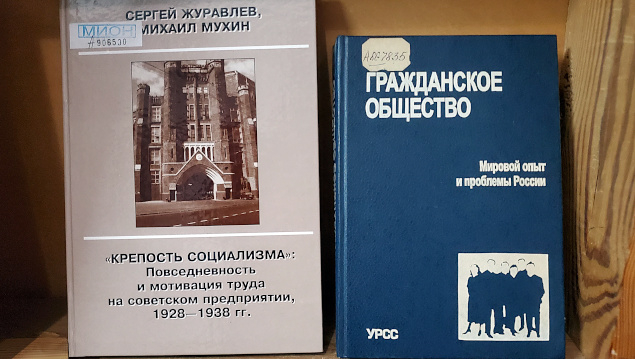 СЕРГЕЙ ЖУРАВЛЕВ,
МИХАИЛ МУХИН
МИОН
А906530
«КРЕПОСТЬ СОЦИАЛИЗМА»:
Повседневность
и мотивация труда
на советском предприятии,
1928—1938 гг.
ГРАЖДАНСКОЕ
ОБЩЕСТВО
Мировой опыт
и проблемы России
УРСС